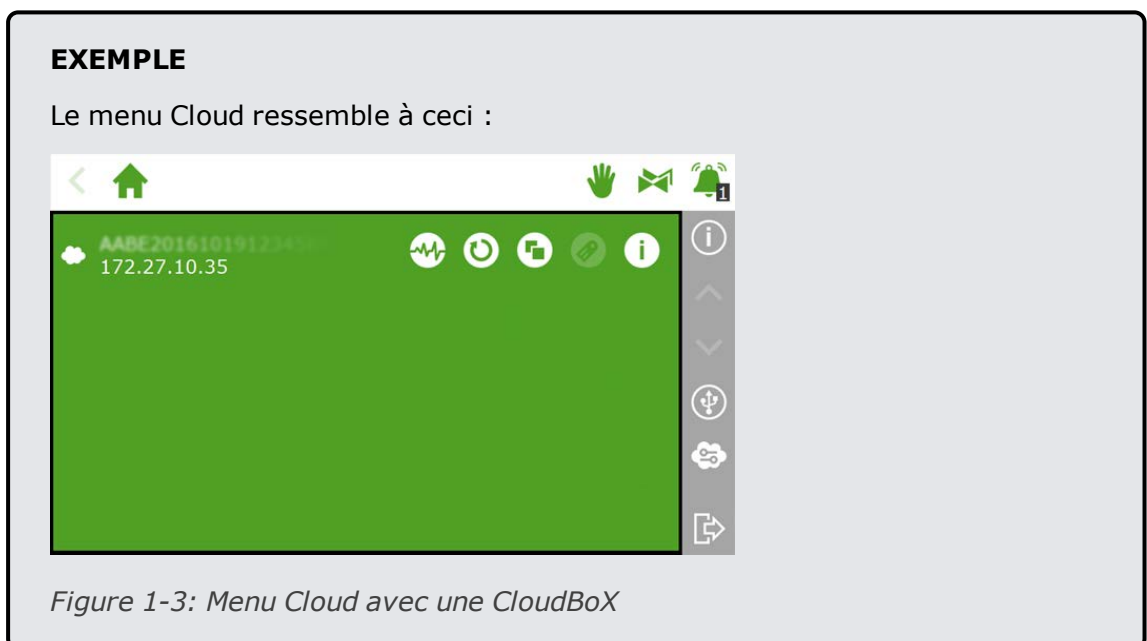 EXEMPLE
Le menu Cloud ressemble à ceci :
1
172.27.10.35
Figure 1-3: Menu Cloud avec une CloudBoX